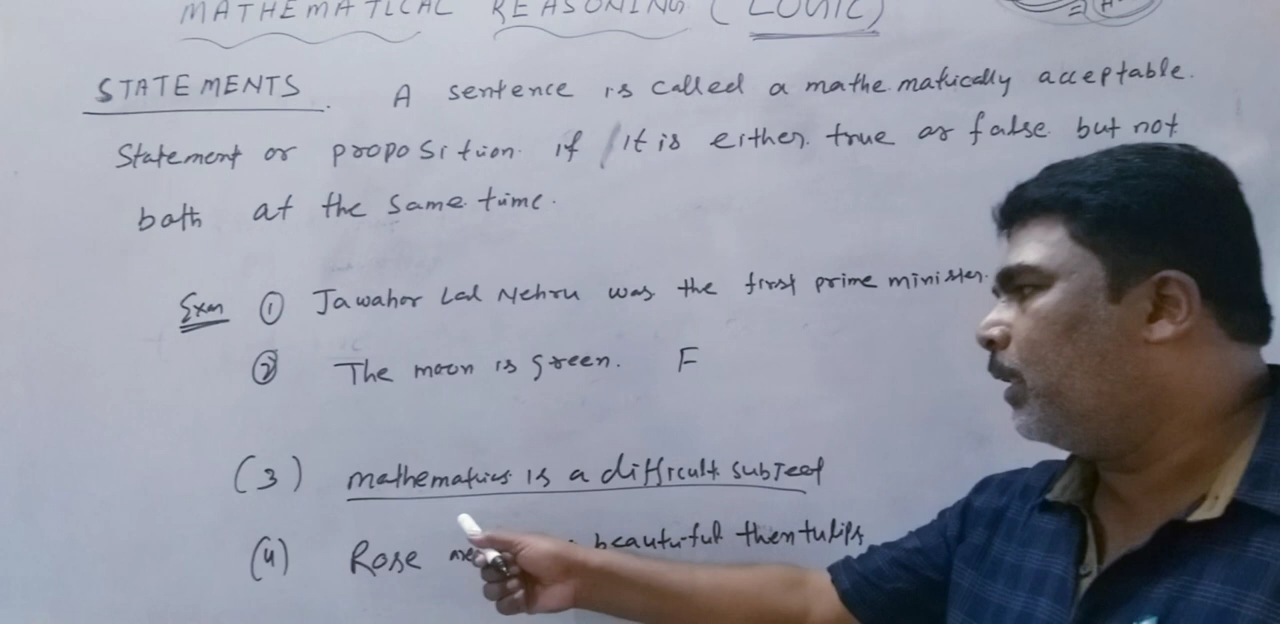 MATHEMATICAL REASONING (LOGIC)
STATEMENTS. A sentence is called a mathematically acceptable.
Statement or proposition. if it is either true or false but not
both at the same time.
Exm ① Jawahar Lal Nehru was the first prime minister.
② The moon is green. F
(3) mathematics is a difficult subject
(4) Rose are beautuful then tulips